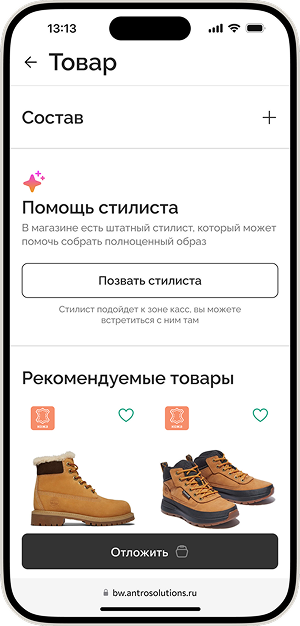 13:13
Товар
Состав
Помощь стилиста
В магазине есть штатный стилист, который может
помочь собрать полноценный образ
Позвать стилиста
Стилист подойдет к зоне касс, вы можете
встретиться с ним там
Рекомендуемые товары
Отложить
bw.antrosolutions.ru